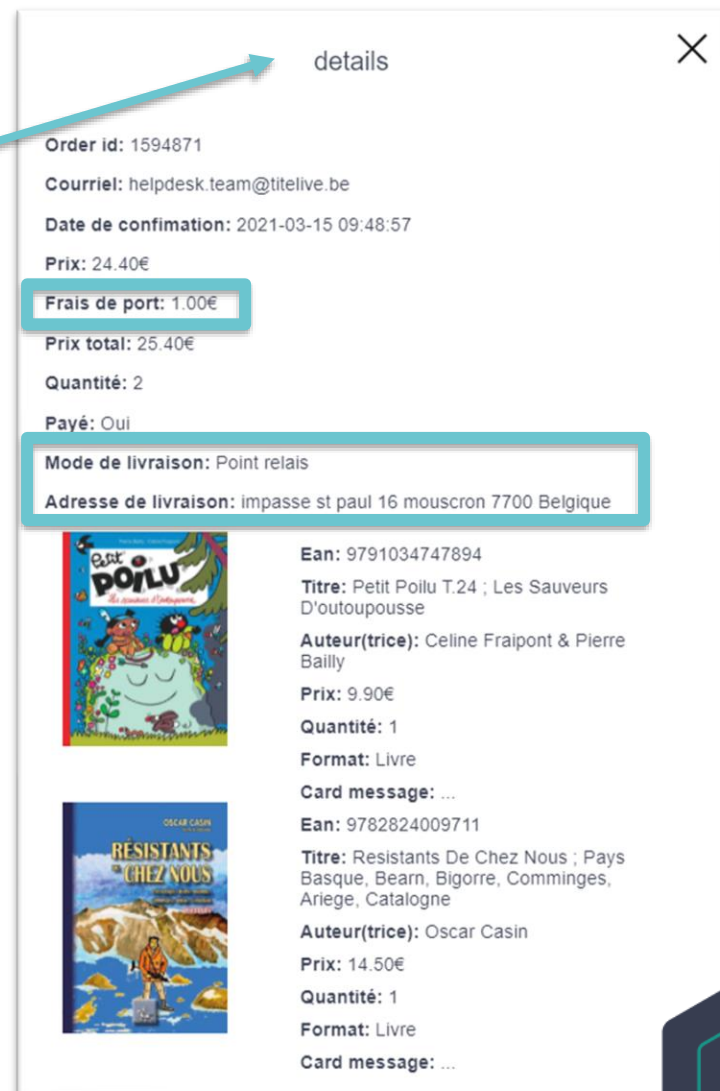 details
Order id: 1594871
Courriel: helpdesk.team@titelive.be
Date de confimation: 2021-03-15 09:48:57
Prix: 24.40€
Frais de port: 1.00€
Prix total: 25.40€
Quantité: 2
Payé: Oui
Mode de livraison: Point relais
Adresse de livraison: impasse st paul 16 mouscron 7700 Belgique
Petit
POILU
Ean: 9791034747894
Titre: Petit Poilu T.24 ; Les Sauveurs
D'outoupousse
Auteur(trice): Celine Fraipont & Pierre
Bailly
Prix: 9.90€
Quantité: 1
Format: Livre
Card message: ...
OSCAR CASIN
RÉSISTANTS
DE CHEZ NOUS
Ean: 9782824009711
Titre: Resistants De Chez Nous ; Pays
Basque, Bearn, Bigorre, Comminges,
Ariege, Catalogne
Auteur(trice): Oscar Casin
Prix: 14.50€
Quantité: 1
Format: Livre
Card message: ...